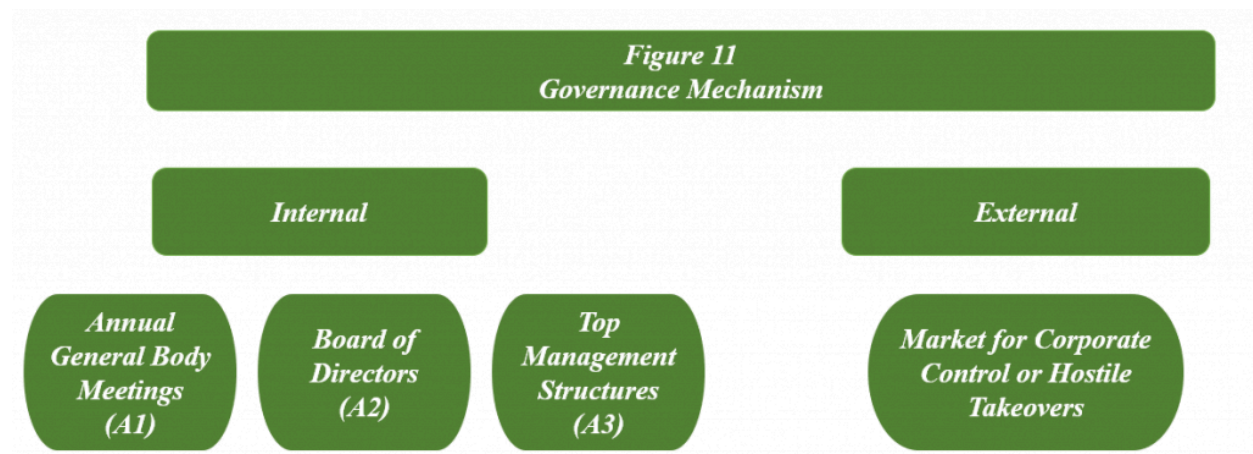 Figure 11
Governance Mechanism
Internal
External
Annual
General Body
Meetings
(A1)
Board of
Directors
(A2)
Top
Management
Structures
(A3)
Market for Corporate
Control or Hostile
Takeovers